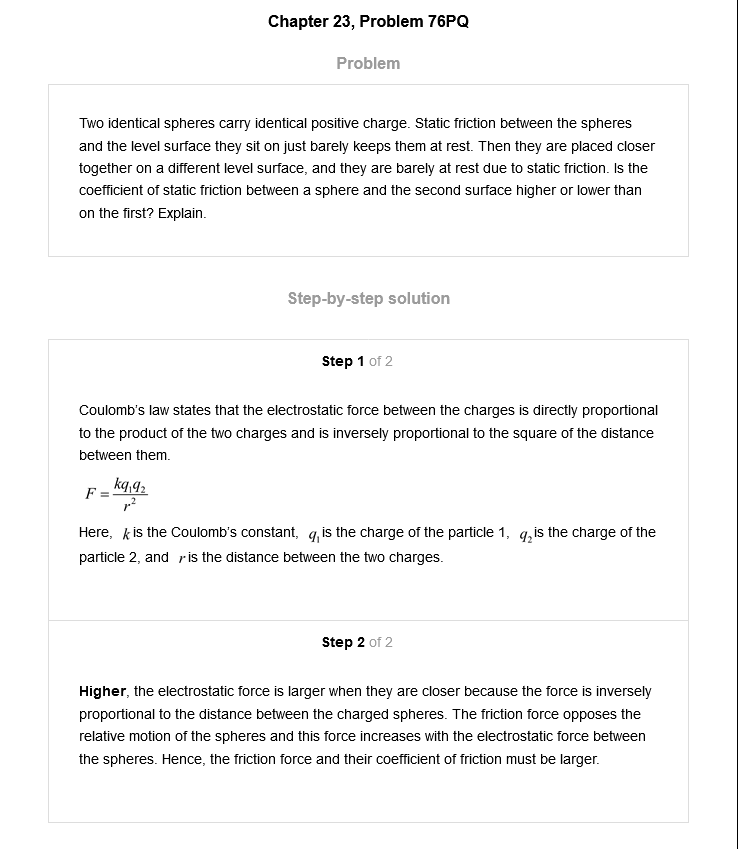 Chapter 23, Problem 76PQ
Problem
Two identical spheres carry identical positive charge. Static friction between the spheres
and the level surface they sit on just barely keeps them at rest. Then they are placed closer
together on a different level surface, and they are barely at rest due to static friction. Is the
coefficient of static friction between a sphere and the second surface higher or lower than
on the first? Explain.
Step-by-step solution
Step 1 of 2
Coulomb's law states that the electrostatic force between the charges is directly proportional
to the product of the two charges and is inversely proportional to the square of the distance
between them.
F = kq₁q₂ / r²
Here, k is the Coulomb's constant, q₁ is the charge of the particle 1, q₂ is the charge of the
particle 2, and r is the distance between the two charges.
Step 2 of 2
Higher, the electrostatic force is larger when they are closer because the force is inversely
proportional to the distance between the charged spheres. The friction force opposes the
relative motion of the spheres and this force increases with the electrostatic force between
the spheres. Hence, the friction force and their coefficient of friction must be larger.